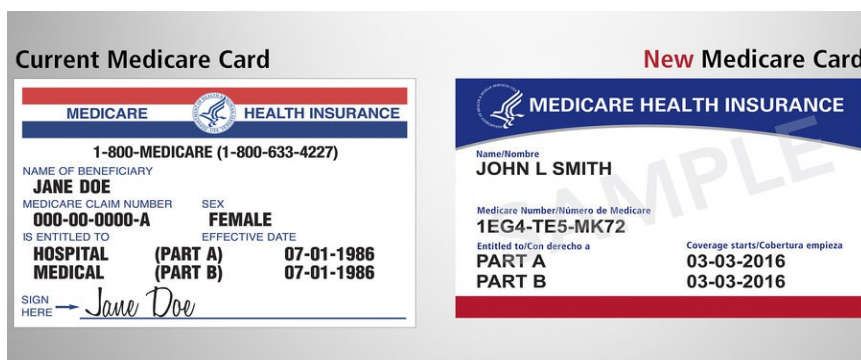 Current Medicare Card
MEDICARE HEALTH INSURANCE
1-800-MEDICARE (1-800-633-4227)
NAME OF BENEFICIARY
JANE DOE
MEDICARE CLAIM NUMBER SEX
000-00-0000-A FEMALE
IS ENTITLED TO EFFECTIVE DATE
HOSPITAL (PART A) 07-01-1986
MEDICAL (PART B) 07-01-1986
SIGN HERE Jane Doe
New Medicare Card
MEDICARE HEALTH INSURANCE
Name/Nombre
JOHN L SMITH
Medicare Number/Número de Medicare
1EG4-TE5-MK72
Entitled to/Con derecho a Coverage starts/Cobertura empieza
PART A 03-03-2016
PART B 03-03-2016
SAMPLE